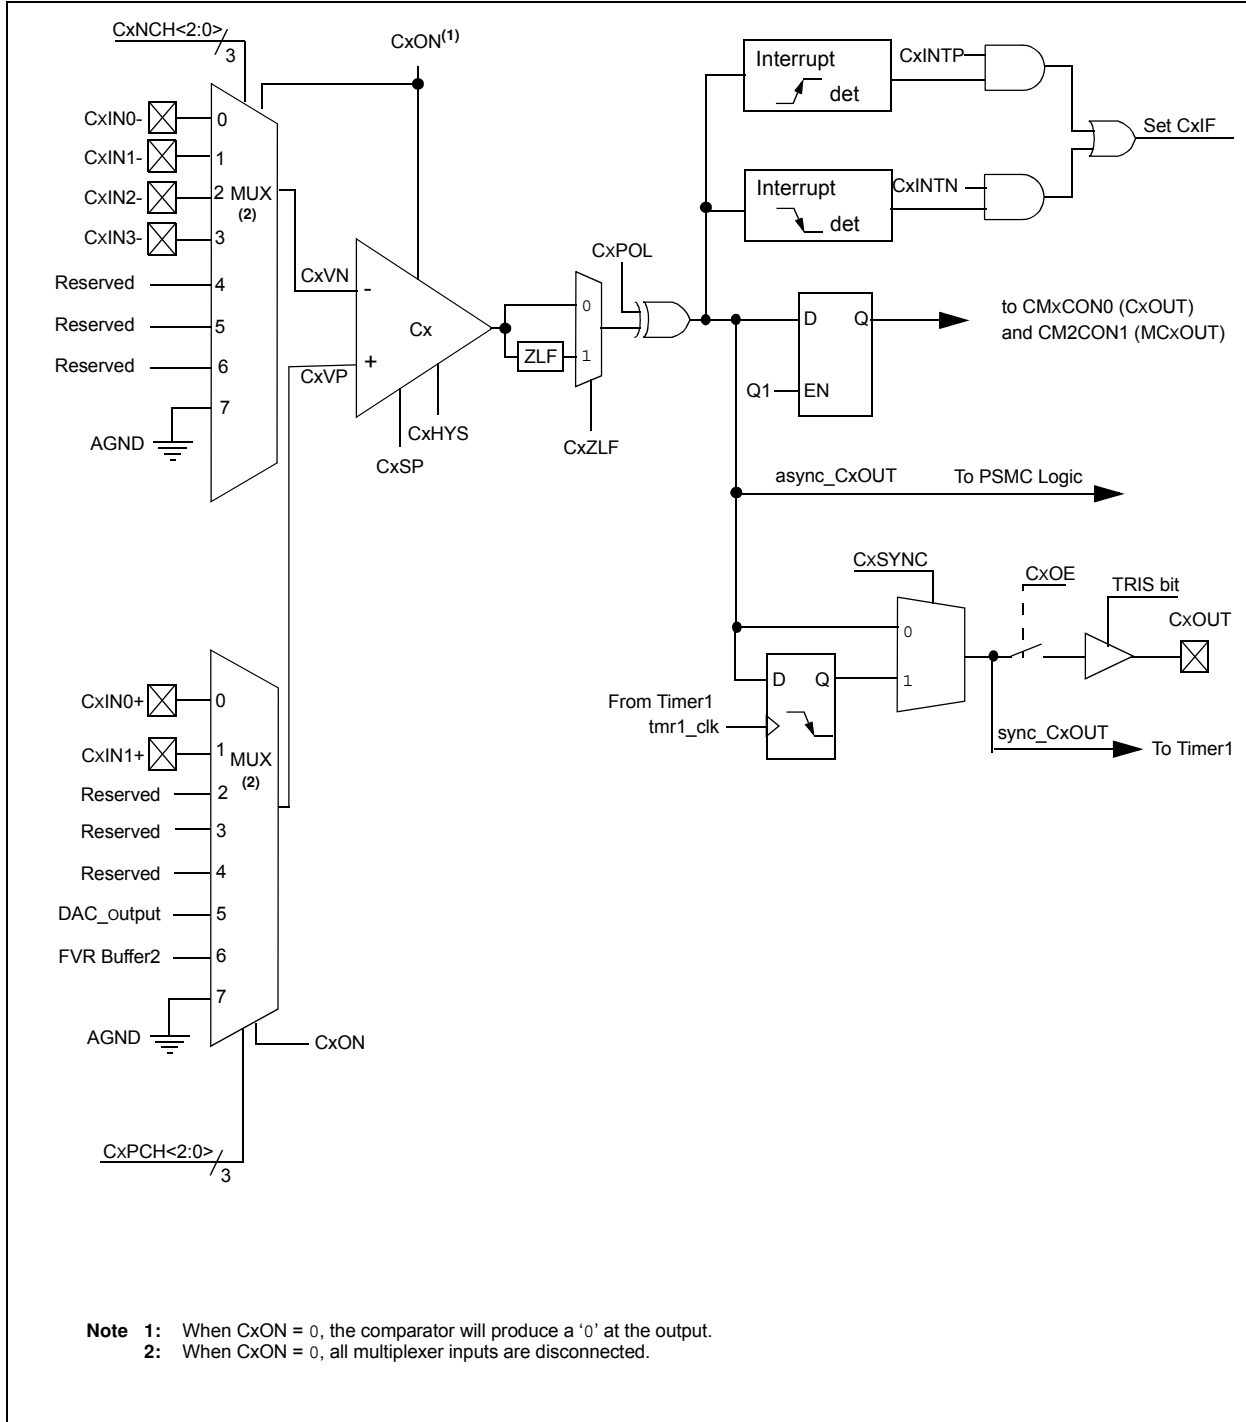 CxNCH<2:0>
3
CxON(1)
CxIN0-
0
CxIN1-
1
CxIN2-
2 MUX
(2)
CxIN3-
3
Reserved
4
Reserved
5
Reserved
6
7
AGND
CxVN
-
Cx
+
CxVP
CxHYS
CxSP
ZLF
0
1
CxZLF
CxPOL
Interrupt
det
CxINTP
Interrupt
det
CxINTN
Set CxIF
D Q
Q1
EN
to CMxCON0 (CxOUT)
and CM2CON1 (MCxOUT)
async_CxOUT
To PSMC Logic
CxSYNC
0
1
D Q
From Timer1
tmr1_clk
CxOE
TRIS bit
CxOUT
sync_CxOUT
To Timer1
CxIN0+
0
CxIN1+
1
MUX
(2)
Reserved
2
Reserved
3
Reserved
4
DAC_output
5
FVR Buffer2
6
7
AGND
CxON
CxPCH<2:0>
3
Note 1: When CxON = 0, the comparator will produce a ‘0’ at the output.
2: When CxON = 0, all multiplexer inputs are disconnected.